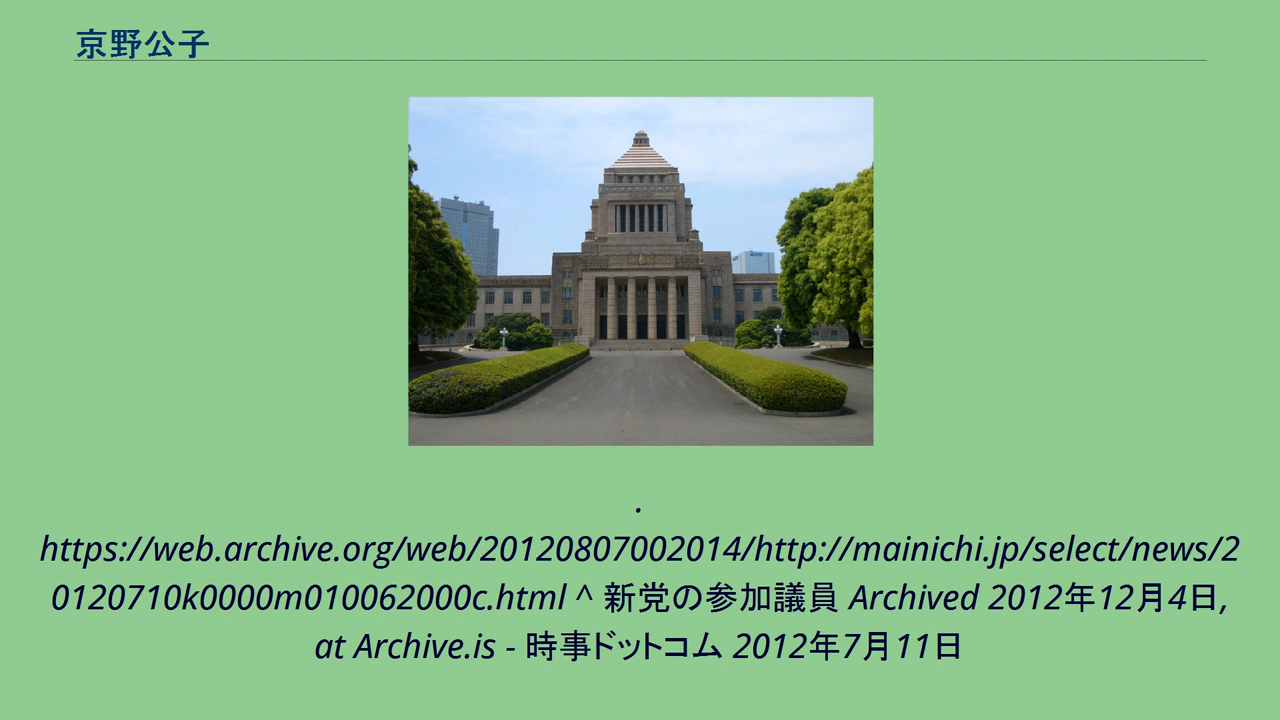 京野公子
.
https://web.archive.org/web/20120807002014/http://mainichi.jp/select/news/2
0120710k0000m010062000c.html ^ 新党の参加議員 Archived 2012年12月4日,
at Archive.is - 時事ドットコム 2012年7月11日